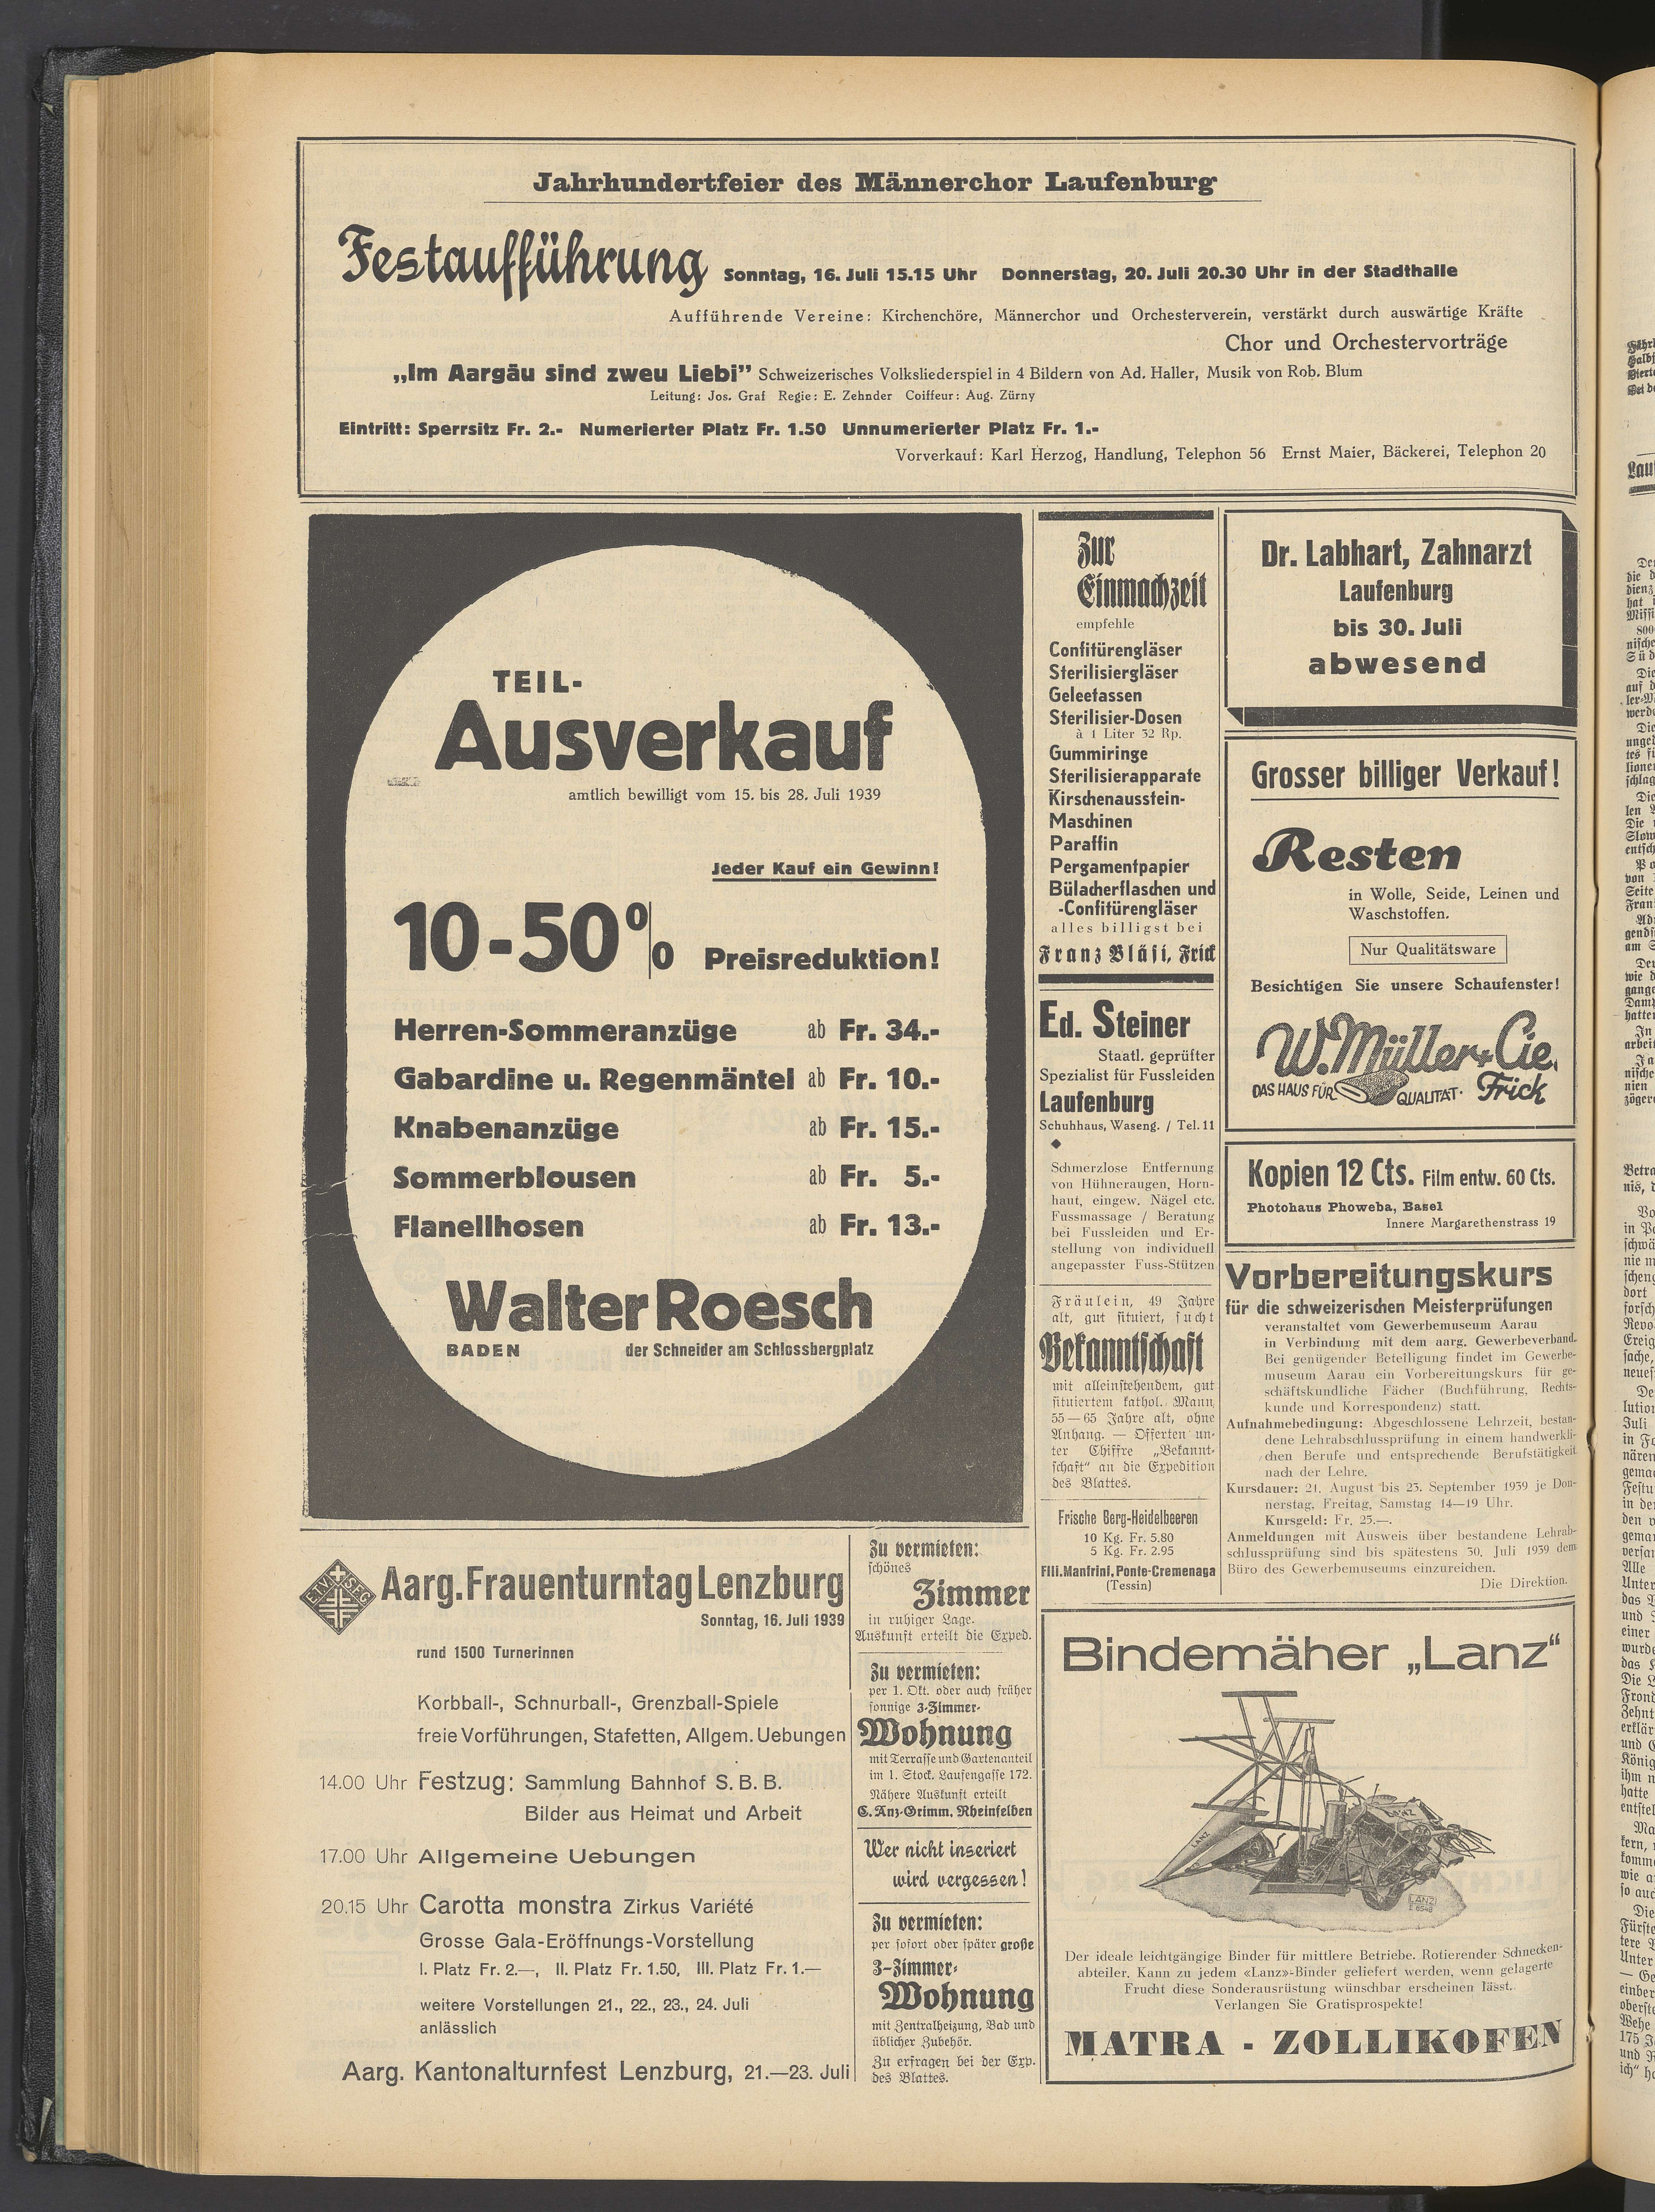 Jahrhundertfeier des Männerchor Laufenburg
Festaufführung Sonntag, 16. Juli 15.15 Uhr Donnerstag, 20. Juli 20.30 Uhr in der Stadthalle
Aufführende Vereine: Kirchenchöre, Männerchor und Orchesterverein, verstärkt durch auswärtige Kräfte
Chor und Orchestervorträge
„Im Aargäu sind zweu Liebi” Schweizerisches Volksliederspiel in 4 Bildern von Ad. Haller, Musik von Rob. Blum
Leitung: Jos. Graf Regie: E. Zehnder Coiffeur: Aug. Zürny
Eintritt: Sperrsitz Fr. 2.- Numerierter Platz Fr. 1.50 Unnumerierter Platz Fr. 1.-
Vorverkauf: Karl Herzog, Handlung, Telephon 56 Ernst Maier, Bäckerei, Telephon 20
TEIL-
Ausverkauf
amtlich bewilligt vom 15. bis 28. Juli 1939
Jeder Kauf ein Gewinn!
10-50% Preisreduktion!
Herren-Sommeranzüge ab Fr. 34.-
Gabardine u. Regenmäntel ab Fr. 10.-
Knabenanzüge ab Fr. 15.-
Sommerblousen ab Fr. 5.-
Flanellhosen ab Fr. 13.-
Walter Roesch
BADEN der Schneider am Schlossbergplatz
Zur
Einmachzeit
empfehle
Confitürengläser
Sterilisiergläser
Geleetassen
Sterilisier-Dosen
à 1 Liter 32 Rp.
Gummiringe
Sterilisierapparate
Kirschenausstein-
Maschinen
Paraffin
Pergamentpapier
Bülacherflaschen und
-Confitürengläser
alles billigst bei
Franz Bläsi, Frick
Ed. Steiner
Staatl. geprüfter
Spezialist für Fussleiden
Laufenburg
Schuhhaus, Waseng. / Tel. 11
Schmerzlose Entfernung
von Hühneraugen, Horn-
haut, eingew. Nägel etc.
Fussmassage / Beratung
bei Fussleiden und Er-
stellung von individuell
angepasster Fuss-Stützen
Fräulein, 49 Jahre
alt, gut situiert, sucht
Bekanntschaft
mit alleinstehendem, gut
situiertem kathol. Mann,
55—65 Jahre alt, ohne
Anhang. — Offerten un-
ter Chiffre „Bekannt-
schaft“ an die Expedition
des Blattes.
Frische Berg-Heidelbeeren
10 Kg. Fr. 5.80
5 Kg. Fr. 2.95
Flli. Manfrini, Ponte-Cremenaga
(Tessin)
Dr. Labhart, Zahnarzt
Laufenburg
bis 30. Juli
abwesend
Grosser billiger Verkauf!
Resten
in Wolle, Seide, Leinen und
Waschstoffen.
Nur Qualitätsware
Besichtigen Sie unsere Schaufenster!
W. Müller + Cie.
DAS HAUS FÜR QUALITÄT. Frick
Kopien 12 Cts. Film entw. 60 Cts.
Photohaus Phoweba, Basel
Innere Margarethenstrass 19
Vorbereitungskurs
für die schweizerischen Meisterprüfungen
veranstaltet vom Gewerbemuseum Aarau
in Verbindung mit dem aarg. Gewerbeverband.
Bei genügender Beteiligung findet im Gewerbe-
museum Aarau ein Vorbereitungskurs für ge-
schäftskundliche Fächer (Buchführung, Rechts-
kunde und Korrespondenz) statt.
Aufnahmebedingung: Abgeschlossene Lehrzeit, bestan-
dene Lehrabschlussprüfung in einem handwerkli-
chen Berufe und entsprechende Berufstätigkeit
nach der Lehre.
Kursdauer: 21. August bis 23. September 1939 je Don-
nerstag, Freitag, Samstag 14—19 Uhr.
Kursgeld: Fr. 25.—.
Anmeldungen mit Ausweis über bestandene Lehrab-
schlussprüfung sind bis spätestens 30. Juli 1939 dem
Büro des Gewerbemuseums einzureichen.
Die Direktion.
ETV SFG
Aarg. Frauenturntag Lenzburg
Sonntag, 16. Juli 1939
rund 1500 Turnerinnen
Korbball-, Schnurball-, Grenzball-Spiele
freie Vorführungen, Stafetten, Allgem. Uebungen
14.00 Uhr Festzug: Sammlung Bahnhof S. B. B.
Bilder aus Heimat und Arbeit
17.00 Uhr Allgemeine Uebungen
20.15 Uhr Carotta monstra Zirkus Variété
Grosse Gala-Eröffnungs-Vorstellung
I. Platz Fr. 2.—, II. Platz Fr. 1.50, III. Platz Fr. 1.—
weitere Vorstellungen 21., 22., 23., 24. Juli
anlässlich
Aarg. Kantonalturnfest Lenzburg, 21.—23. Juli
Zu vermieten:
schönes
Zimmer
in ruhiger Lage.
Auskunft erteilt die Exped.
Zu vermieten:
per 1. Okt. oder auch früher
sonnige 3-Zimmer-
Wohnung
mit Terrasse und Gartenanteil
im 1. Stock, Laufengasse 172.
Nähere Auskunft erteilt
C. Anz-Grimm, Rheinfelden
Wer nicht inseriert
wird vergessen!
Zu vermieten:
per sofort oder später große
3-Zimmer-
Wohnung
mit Zentralheizung, Bad und
üblicher Zubehör.
Zu erfragen bei der Exp.
des Blattes.
Bindemäher „Lanz“
LANZ
LANZ
LANZ
Der ideale leichtgängige Binder für mittlere Betriebe. Rotierender Schnecken-
abteiler. Kann zu jedem «Lanz»-Binder geliefert werden, wenn gelagerte
Frucht diese Sonderausrüstung wünschbar erscheinen lässt.
Verlangen Sie Gratisprospekte!
MATRA - ZOLLIKOFEN